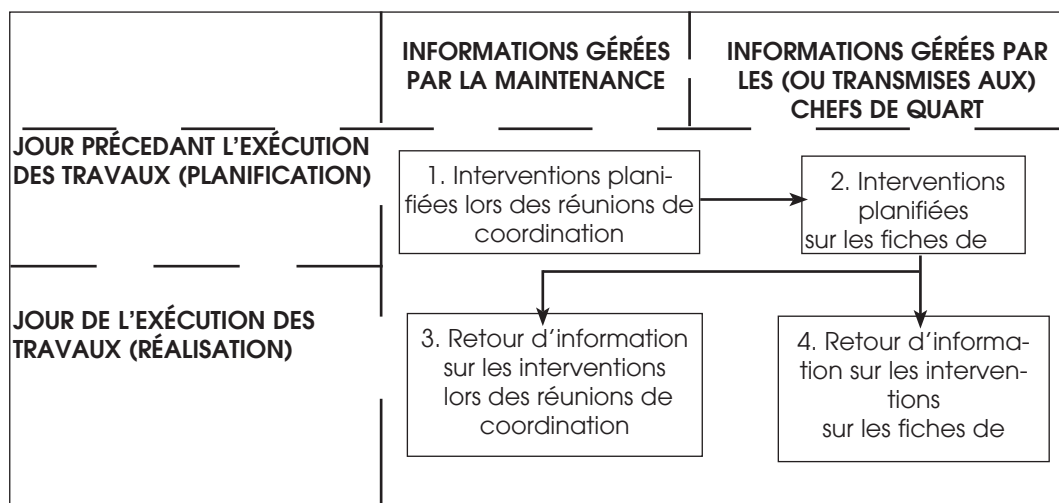 INFORMATIONS GÉRÉES
PAR LA MAINTENANCE
INFORMATIONS GÉRÉES PAR
LES (OU TRANSMISES AUX)
CHEFS DE QUART
JOUR PRÉCEDANT L'EXÉCUTION
DES TRAVAUX (PLANIFICATION)
1. Interventions plani-
fiées lors des réunions de
coordination
2. Interventions
planifiées
sur les fiches de
JOUR DE L'EXÉCUTION DES
TRAVAUX (RÉALISATION)
3. Retour d'information
sur les interventions
lors des réunions de
coordination
4. Retour d'informa-
tion sur les interven-
tions
sur les fiches de